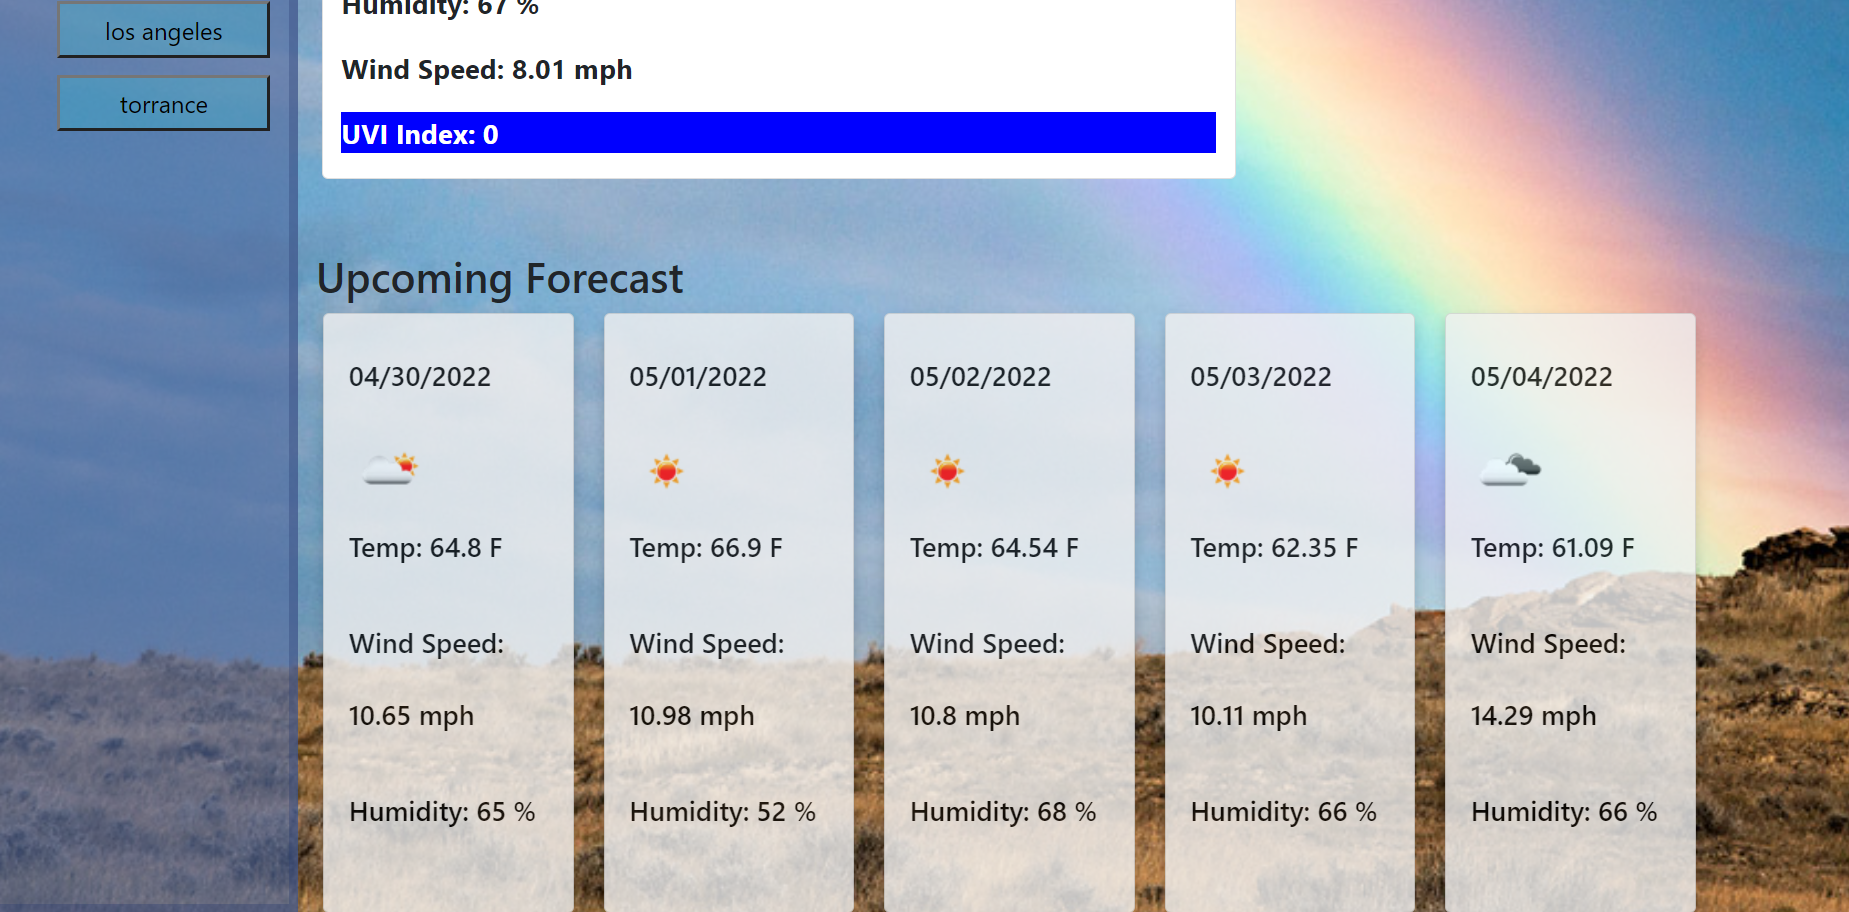 los angeles
torrance
Humidity: 67 %
Wind Speed: 8.01 mph
UVI Index: 0
Upcoming Forecast
04/30/2022
Temp: 64.8 F
Wind Speed:
10.65 mph
Humidity: 65 %
05/01/2022
Temp: 66.9 F
Wind Speed:
10.98 mph
Humidity: 52 %
05/02/2022
Temp: 64.54 F
Wind Speed:
10.8 mph
Humidity: 68 %
05/03/2022
Temp: 62.35 F
Wind Speed:
10.11 mph
Humidity: 66 %
05/04/2022
Temp: 61.09 F
Wind Speed:
14.29 mph
Humidity: 66 %